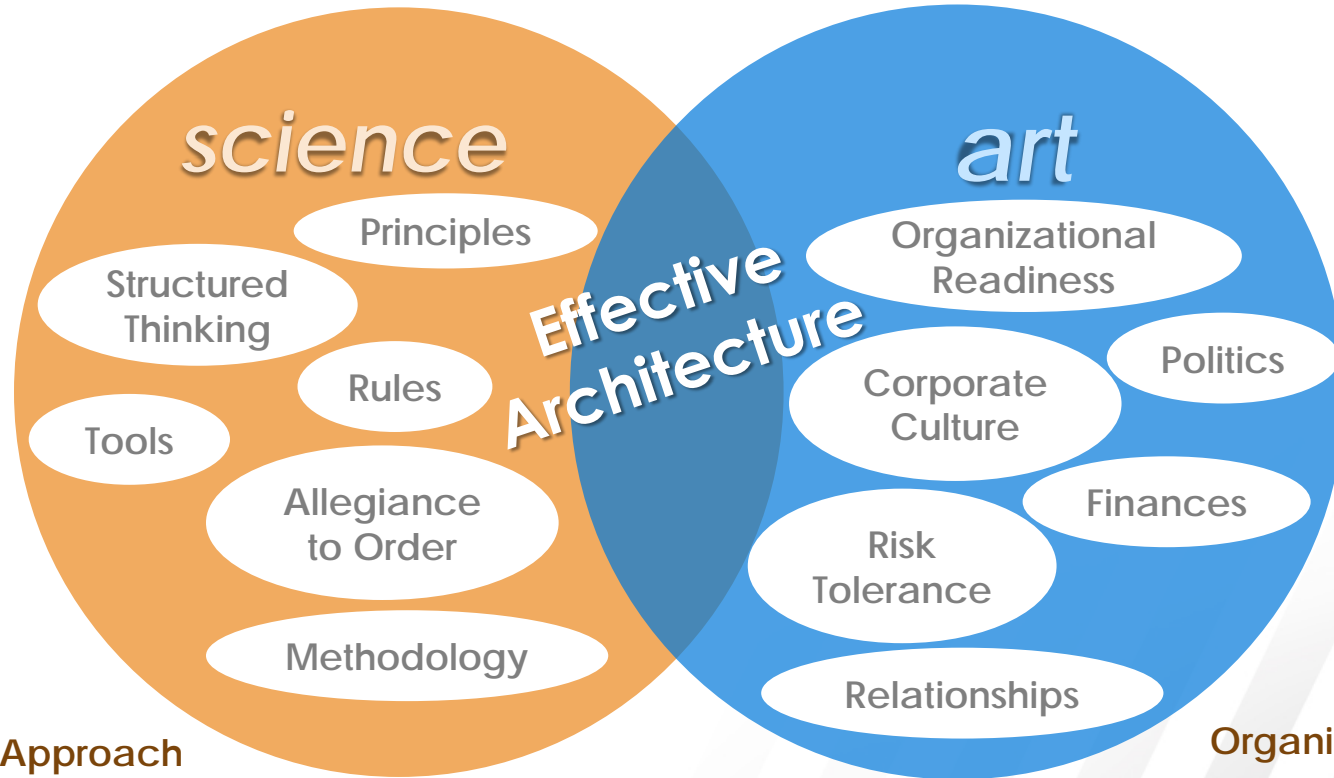 science
Principles
Structured
Thinking
Rules
Tools
Allegiance
to Order
Methodology
Approach
Effective
Architecture
art
Organizational
Readiness
Politics
Corporate
Culture
Finances
Risk
Tolerance
Relationships
Organi